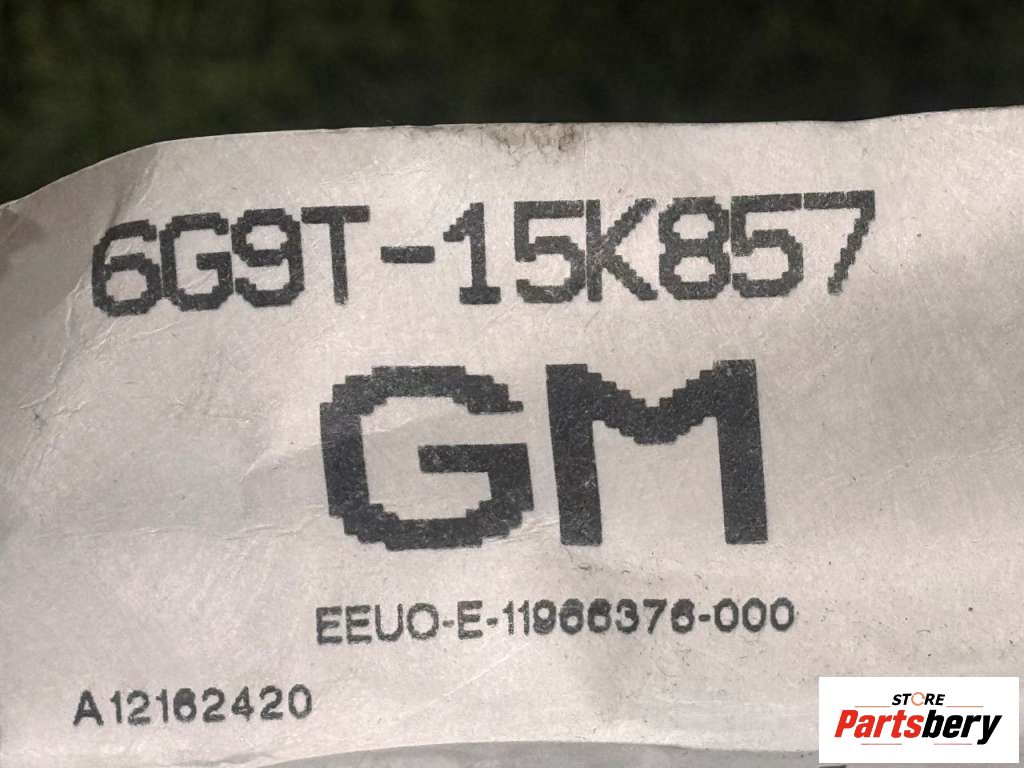 6G9T-15K857
GM
EEUO-E-11966376-000
A12162420
STORE
Partsbery